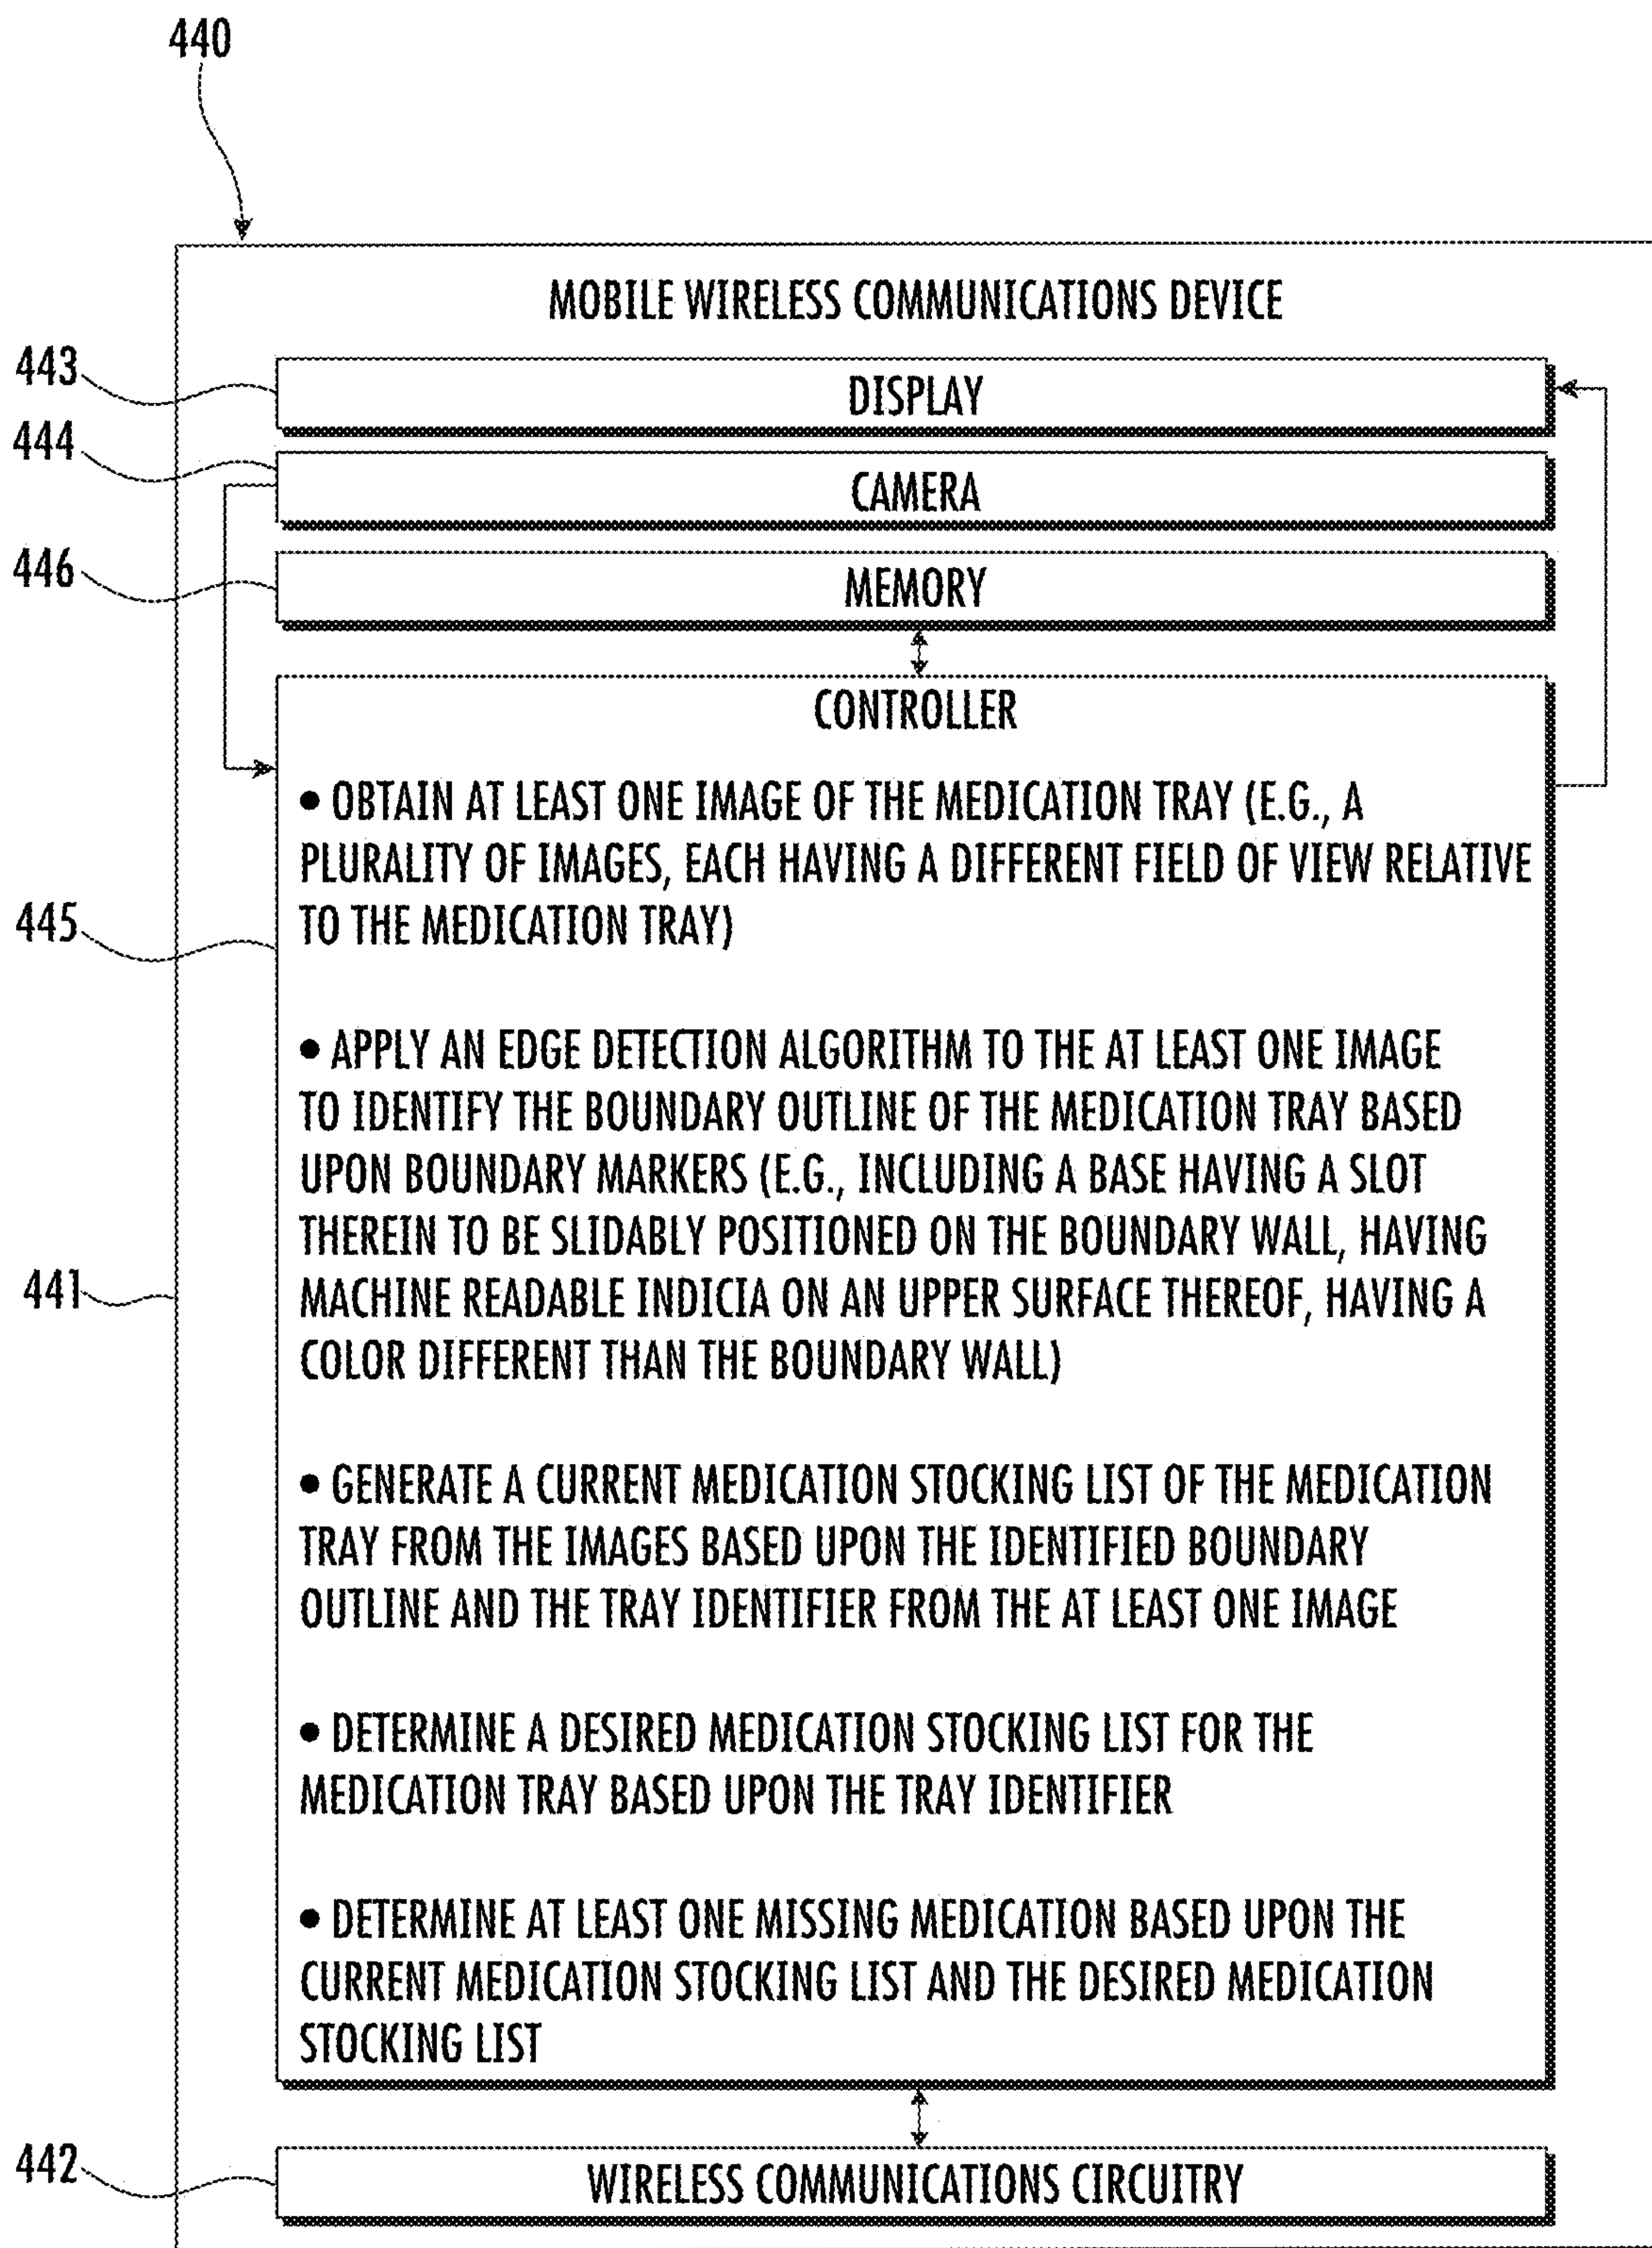 440
MOBILE WIRELESS COMMUNICATIONS DEVICE
443
DISPLAY
444
CAMERA
446
MEMORY
CONTROLLER
• OBTAIN AT LEAST ONE IMAGE OF THE MEDICATION TRAY (E.G., A
PLURALITY OF IMAGES, EACH HAVING A DIFFERENT FIELD OF VIEW RELATIVE
445
TO THE MEDICATION TRAY)
• APPLY AN EDGE DETECTION ALGORITHM TO THE AT LEAST ONE IMAGE
TO IDENTIFY THE BOUNDARY OUTLINE OF THE MEDICATION TRAY BASED
UPON BOUNDARY MARKERS (E.G., INCLUDING A BASE HAVING A SLOT
THEREIN TO BE SLIDABLY POSITIONED ON THE BOUNDARY WALL, HAVING
441
MACHINE READABLE INDICIA ON AN UPPER SURFACE THEREOF, HAVING A
COLOR DIFFERENT THAN THE BOUNDARY WALL)
• GENERATE A CURRENT MEDICATION STOCKING LIST OF THE MEDICATION
TRAY FROM THE IMAGES BASED UPON THE IDENTIFIED BOUNDARY
OUTLINE AND THE TRAY IDENTIFIER FROM THE AT LEAST ONE IMAGE
• DETERMINE A DESIRED MEDICATION STOCKING LIST FOR THE
MEDICATION TRAY BASED UPON THE TRAY IDENTIFIER
• DETERMINE AT LEAST ONE MISSING MEDICATION BASED UPON THE
CURRENT MEDICATION STOCKING LIST AND THE DESIRED MEDICATION
STOCKING LIST
442
WIRELESS COMMUNICATIONS CIRCUITRY